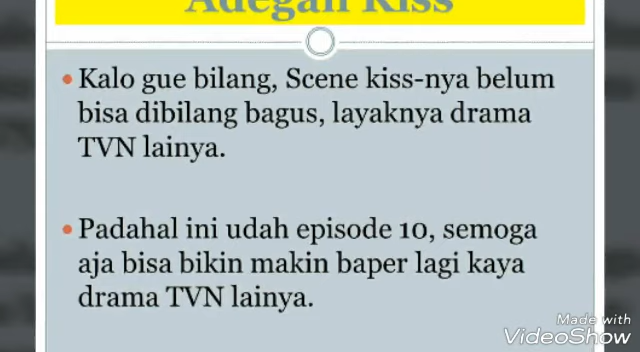 Adegan Kiss
Kalo gue bilang, Scene kiss-nya belum
bisa dibilang bagus, layaknya drama
TVN lainya.
Padahal ini udah episode 10, semoga
aja bisa bikin makin baper lagi kaya
drama TVN lainya.
Made with
VideoShow